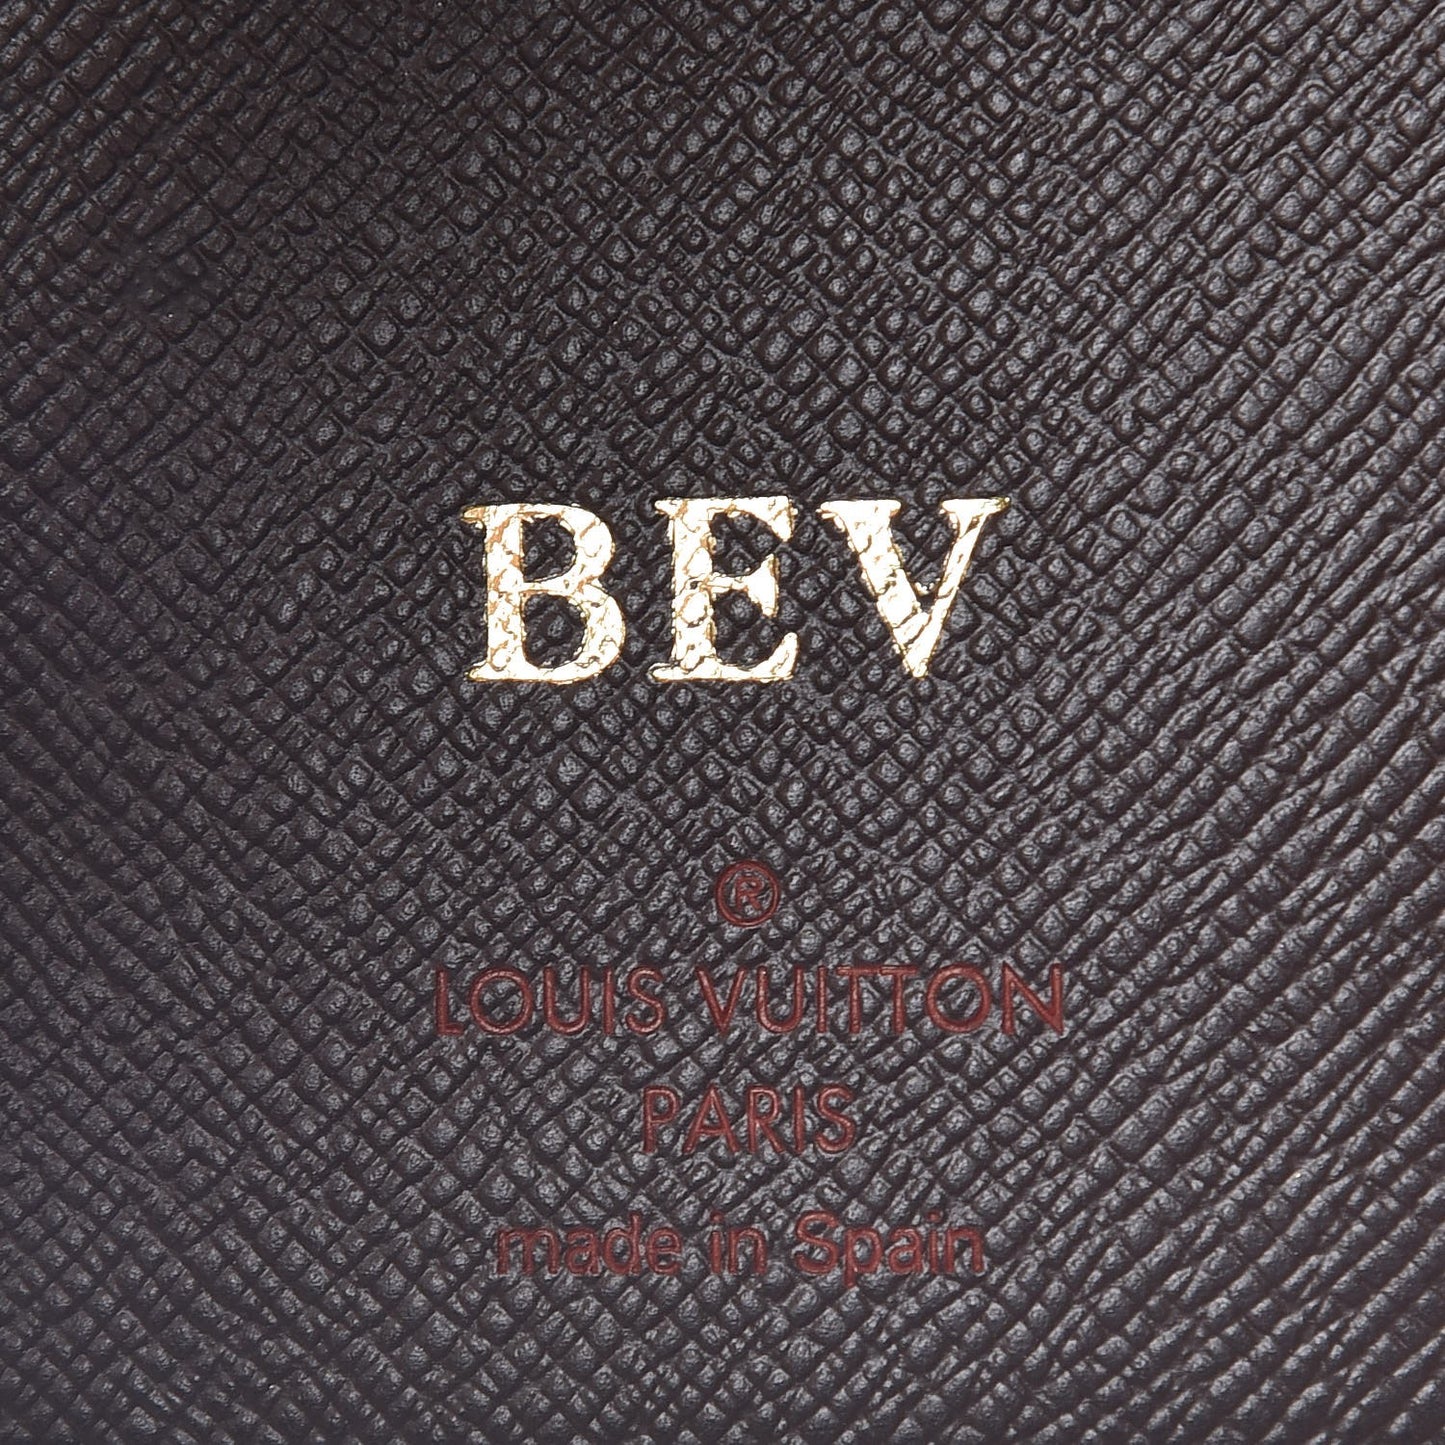 BEV
®
LOUIS VUITTON
PARIS
made in Spain